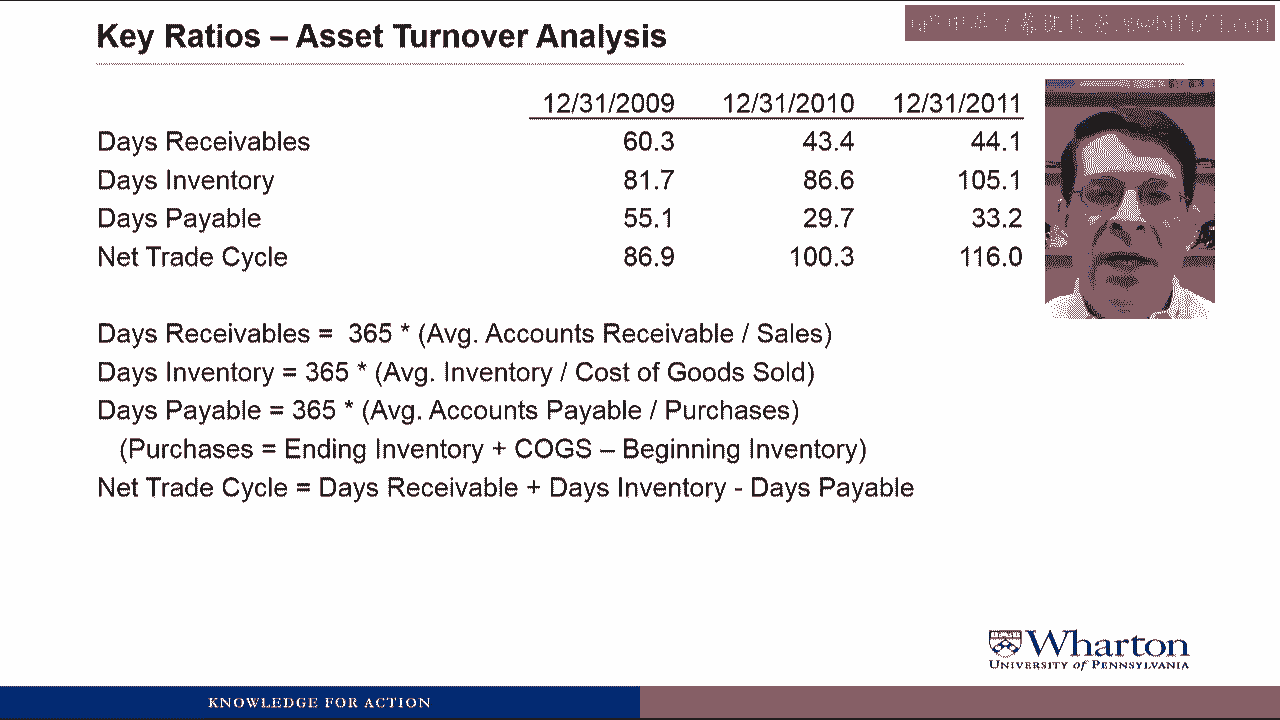 Key Ratios – Asset Turnover Analysis
12/31/2009 12/31/2010 12/31/2011
Days Receivables 60.3 43.4 44.1
Days Inventory 81.7 86.6 105.1
Days Payable 55.1 29.7 33.2
Net Trade Cycle 86.9 100.3 116.0
Days Receivables = 365 * (Avg. Accounts Receivable / Sales)
Days Inventory = 365 * (Avg. Inventory / Cost of Goods Sold)
Days Payable = 365 * (Avg. Accounts Payable / Purchases)
(Purchases = Ending Inventory + COGS – Beginning Inventory)
Net Trade Cycle = Days Receivable + Days Inventory - Days Payable
Wharton
UNIVERSITY of PENNSYLVANIA
KNOWLEDGE FOR ACTION